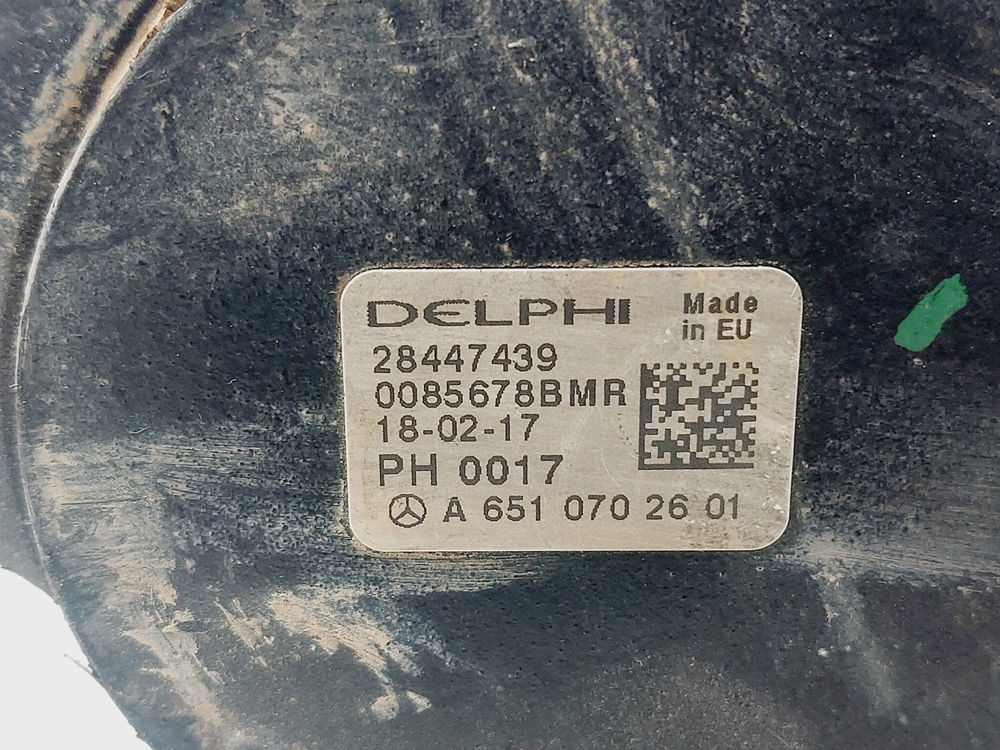 DELPHI
Made
in EU
28447439
0085678BMR
18-02-17
PH 0017
A 651 070 26 01